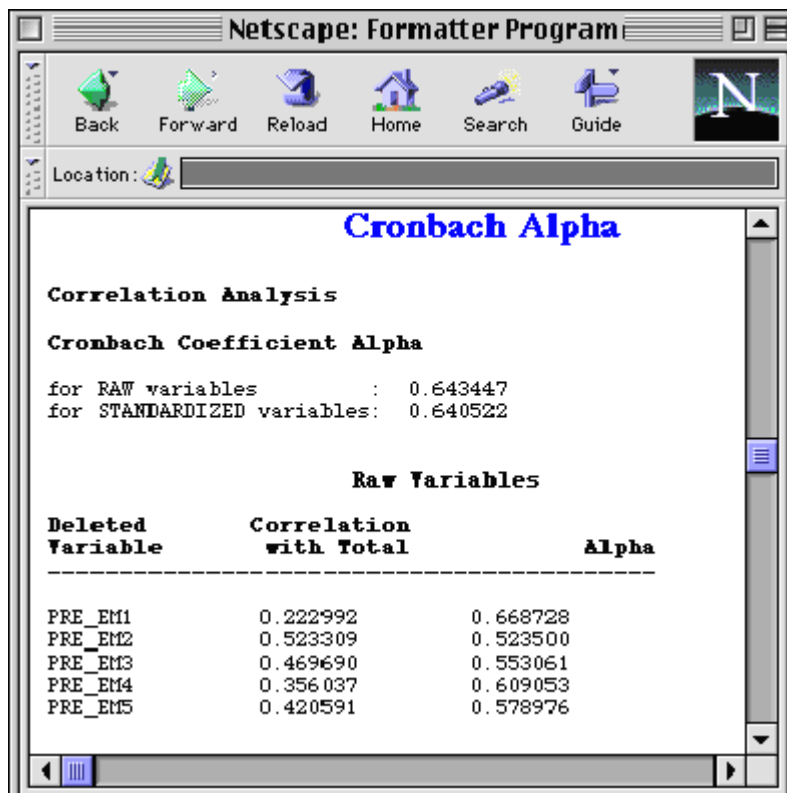 Netscape: Formatter Program
Back Forward Reload Home Search Guide N
Location:
Cronbach Alpha
Correlation Analysis
Cronbach Coefficient Alpha
for RAW variables : 0.643447
for STANDARDIZED variables: 0.640522
Raw Variables
Deleted Correlation
Variable with Total Alpha
PRE_EM1 0.222992 0.668728
PRE_EM2 0.523309 0.523500
PRE_EM3 0.469690 0.553061
PRE_EM4 0.356037 0.609053
PRE_EM5 0.420591 0.578976